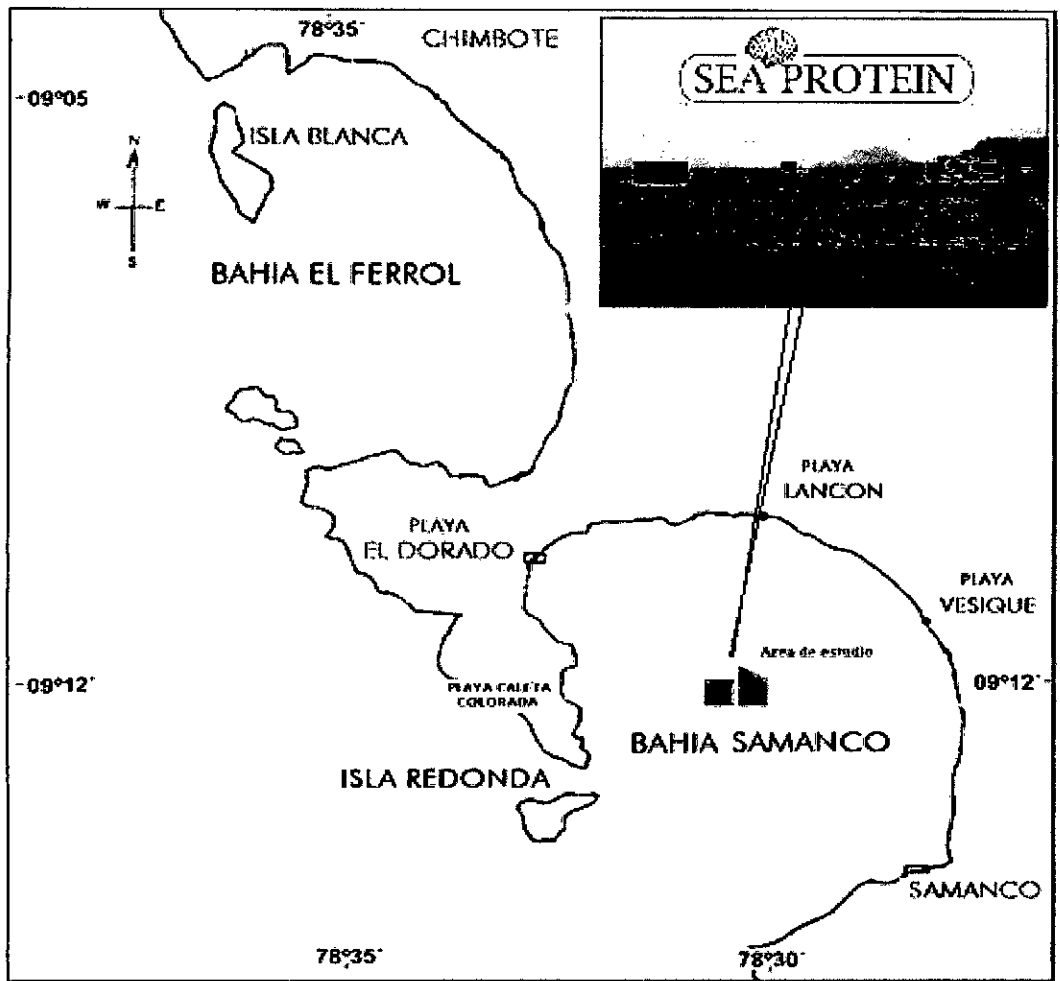 78°35'
CHIMBOTE
SEA PROTEIN
09°05
ISLA BLANCA
N
W E
S
BAHIA EL FERROL
PLAYA
LANCON
PLAYA
EL DORADO
PLAYA
VESIQUE
Area de estudio
09°12'
PLAYA CALETA
COLORADA
09°12'
BAHIA SAMANCO
ISLA REDONDA
SAMANCO
78°35'
78°30'